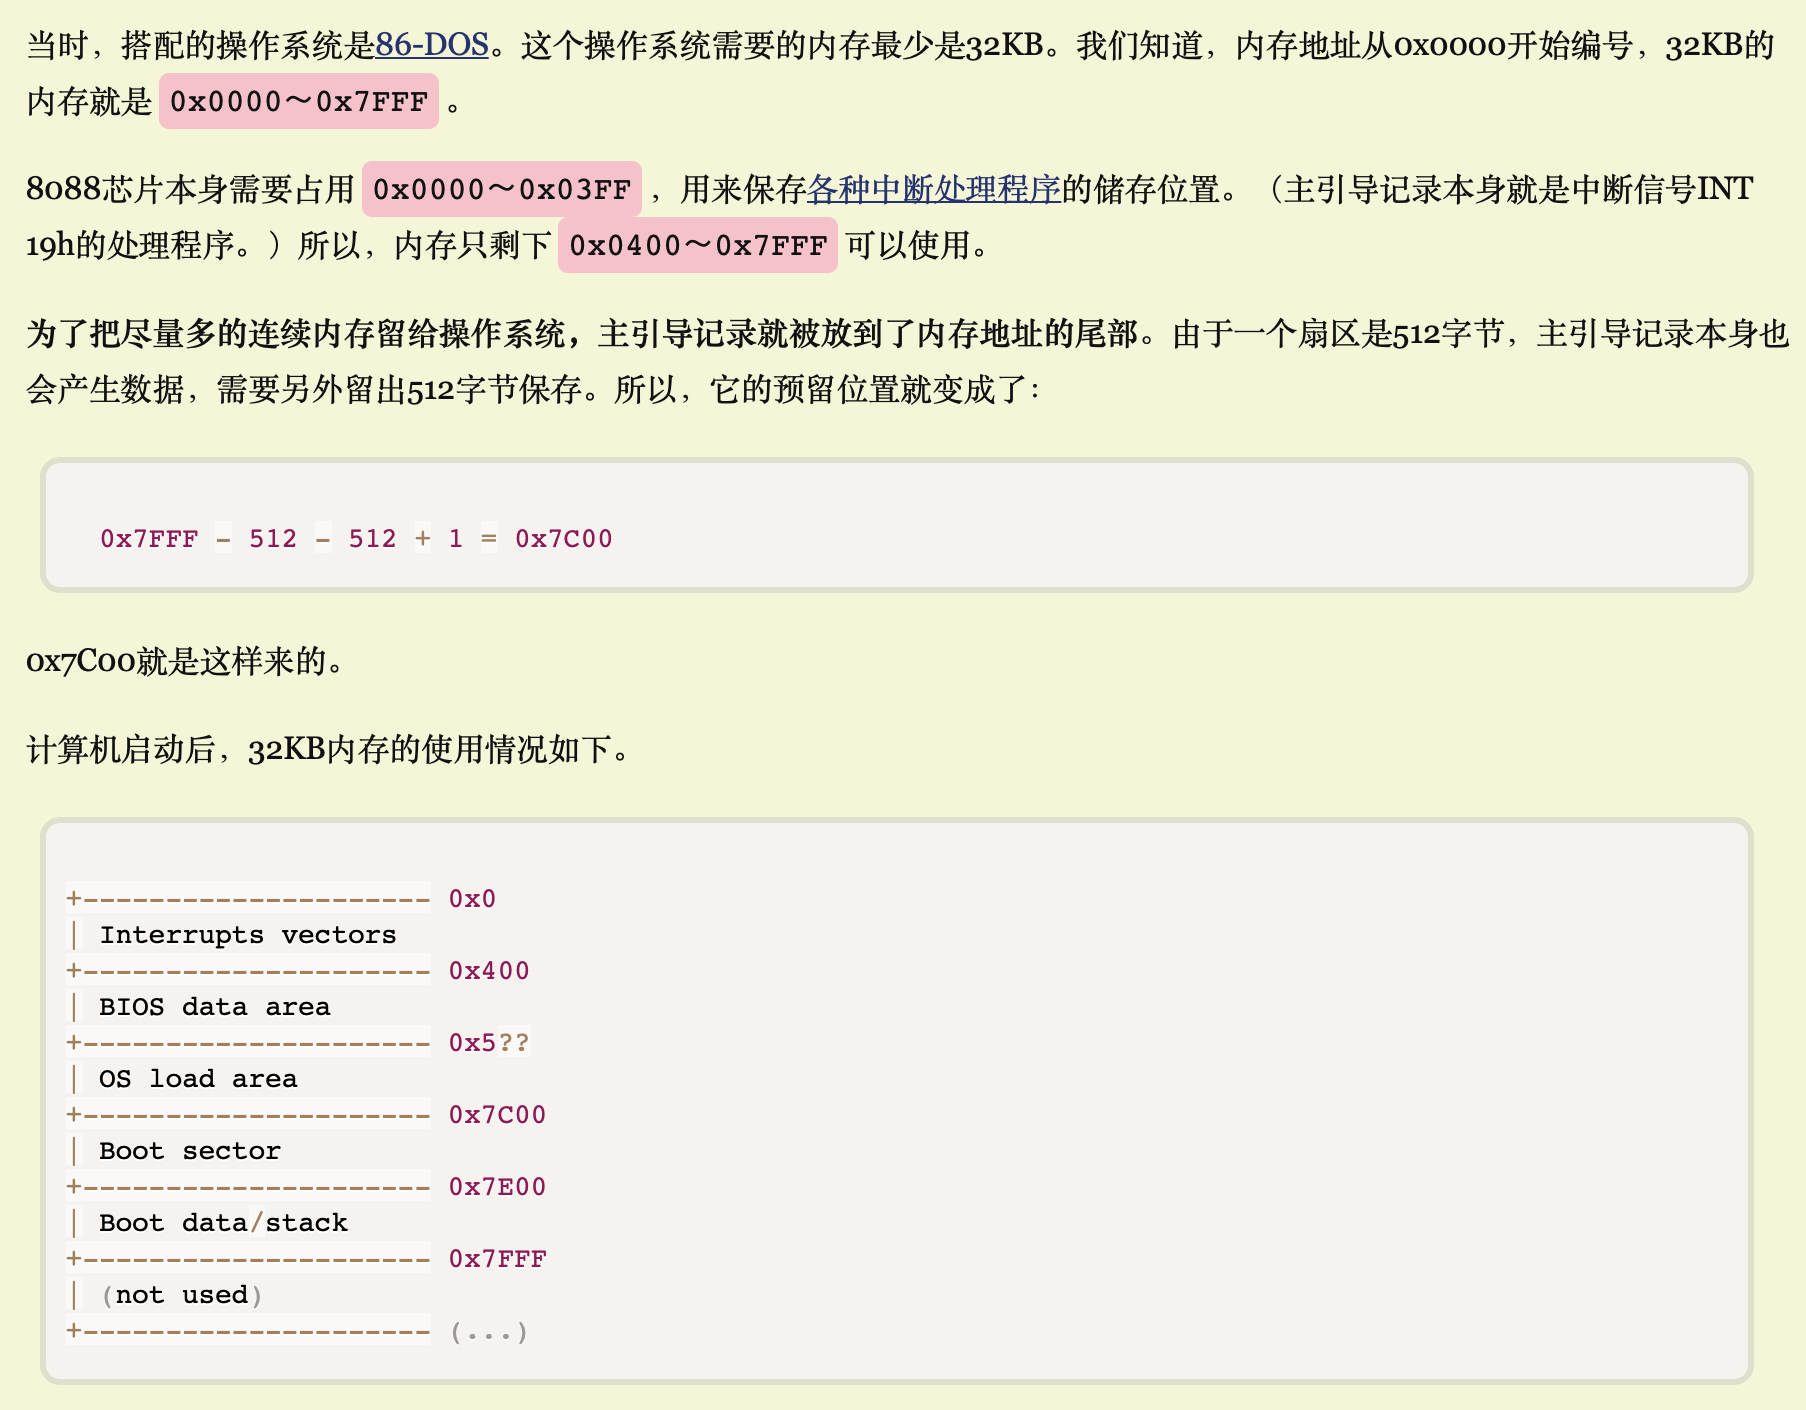 当时，搭配的操作系统是86-DOS。这个操作系统需要的内存最少是32KB。我们知道，内存地址从0x0000开始编号，32KB的
内存就是 0x0000～0x7FFF 。
8088芯片本身需要占用 0x0000～0x03FF ，用来保存各种中断处理程序的储存位置。（主引导记录本身就是中断信号INT
19h的处理程序。）所以，内存只剩下 0x0400～0x7FFF 可以使用。
为了把尽量多的连续内存留给操作系统，主引导记录就被放到了内存地址的尾部。由于一个扇区是512字节，主引导记录本身也
会产生数据，需要另外留出512字节保存。所以，它的预留位置就变成了：
0x7FFF - 512 - 512 + 1 = 0x7C00
0x7C00就是这样来的。
计算机启动后，32KB内存的使用情况如下。
+--------------------- 0x0
| Interrupts vectors
+--------------------- 0x400
| BIOS data area
+--------------------- 0x5??
| OS load area
+--------------------- 0x7C00
| Boot sector
+--------------------- 0x7E00
| Boot data/stack
+--------------------- 0x7FFF
| (not used)
+--------------------- (...)